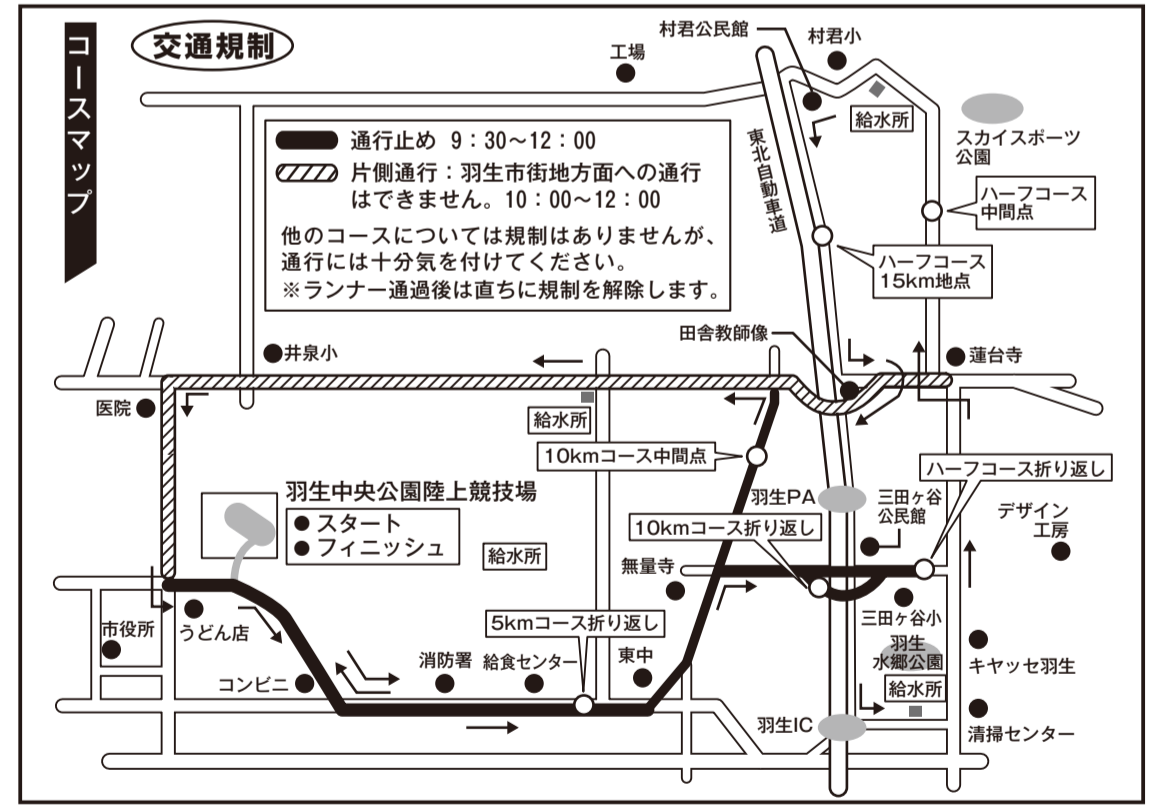 コースマップ
交通規制
工場
村君公民館
村君小
給水所
スカイスポーツ
公園
通行止め 9：30～12：00
片側通行：羽生市街地方面への通行
はできません。10：00～12：00
他のコースについては規制はありませんが、
通行には十分気を付けてください。
※ランナー通過後は直ちに規制を解除します。
東北自動車道
ハーフコース
中間点
ハーフコース
15km地点
田舎教師像
井泉小
蓮台寺
医院
給水所
10kmコース中間点
ハーフコース折り返し
羽生中央公園陸上競技場
●スタート
●フィニッシュ
給水所
羽生PA
三田ヶ谷
公民館
デザイン
工房
10kmコース折り返し
無量寺
5kmコース折り返し
三田ヶ谷小
市役所
うどん店
羽生
水郷公園
キヤッセ羽生
コンビニ
消防署
給食センター
東中
給水所
羽生IC
清掃センター